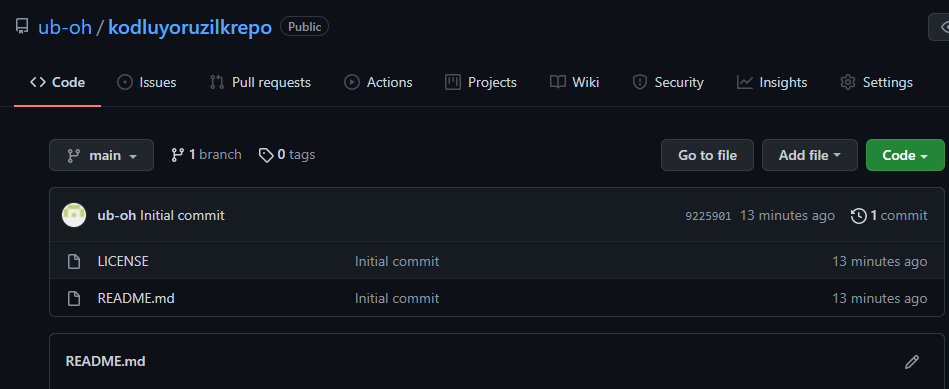 ub-oh / kodluyoruzilkrepo Public
Code Issues Pull requests Actions Projects Wiki Security Insights Settings
main 1 branch 0 tags Go to file Add file Code
ub-oh Initial commit 9225901 13 minutes ago 1 commit
LICENSE Initial commit 13 minutes ago
README.md Initial commit 13 minutes ago
README.md